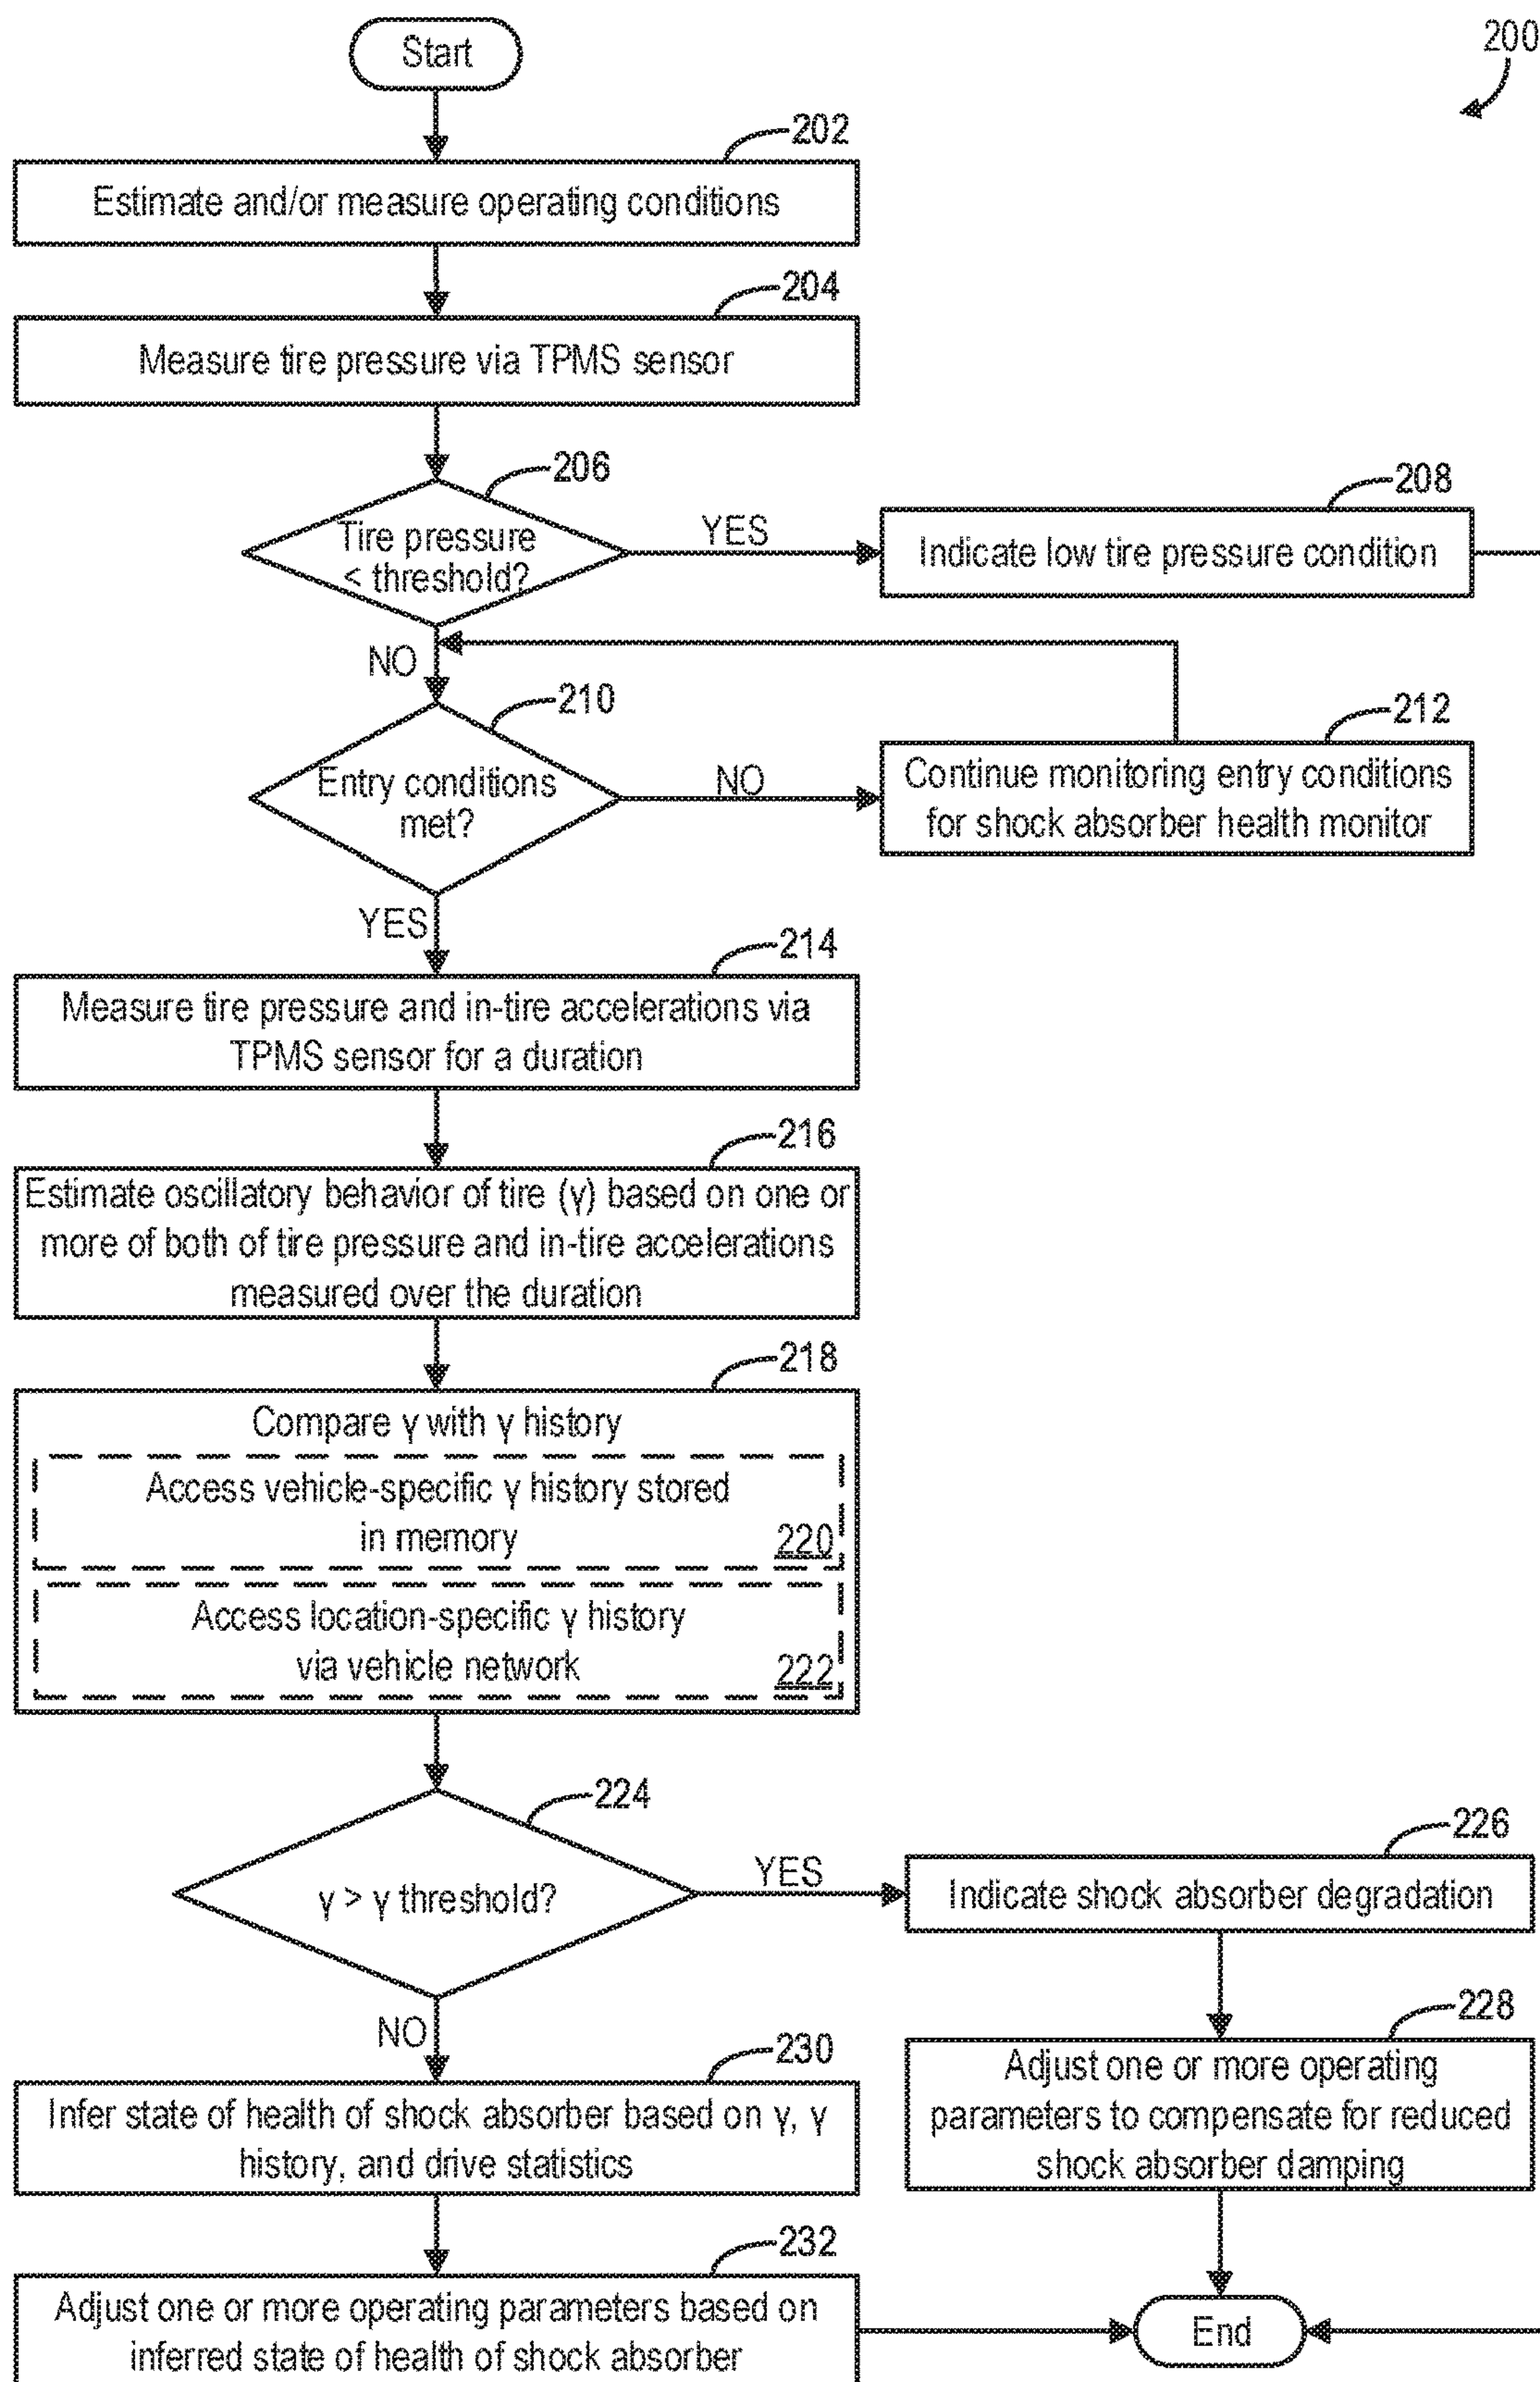 200
Start
202
Estimate and/or measure operating conditions
204
Measure tire pressure via TPMS sensor
206
Tire pressure
< threshold?
YES
208
Indicate low tire pressure condition
NO
210
Entry conditions
met?
NO
212
Continue monitoring entry conditions
for shock absorber health monitor
YES
214
Measure tire pressure and in-tire accelerations via
TPMS sensor for a duration
216
Estimate oscillatory behavior of tire (γ) based on one or
more of both of tire pressure and in-tire accelerations
measured over the duration
218
Compare γ with γ history
Access vehicle-specific γ history stored
in memory
220
Access location-specific γ history
via vehicle network
222
224
γ > γ threshold?
YES
226
Indicate shock absorber degradation
228
Adjust one or more operating
parameters to compensate for reduced
shock absorber damping
NO
230
Infer state of health of shock absorber based on γ, γ
history, and drive statistics
232
Adjust one or more operating parameters based on
inferred state of health of shock absorber
End